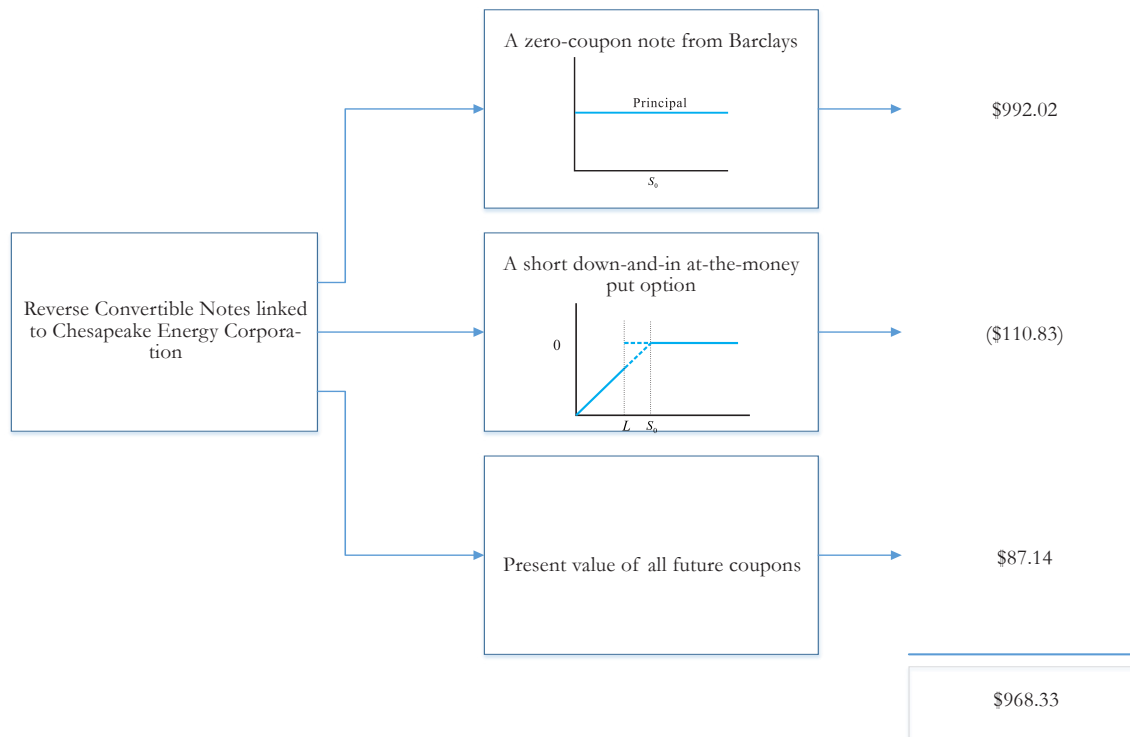 A zero-coupon note from Barclays
Principal
S₀
$992.02
Reverse Convertible Notes linked
to Chesapeake Energy Corpora-
tion
A short down-and-in at-the-money
put option
0
L S₀
($110.83)
Present value of all future coupons
$87.14
$968.33